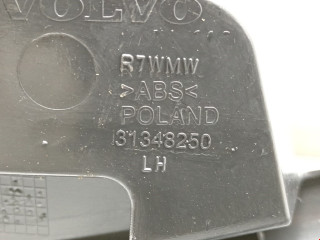 VOLVO
R7WMW
>ABS<
POLAND
31348250
LH